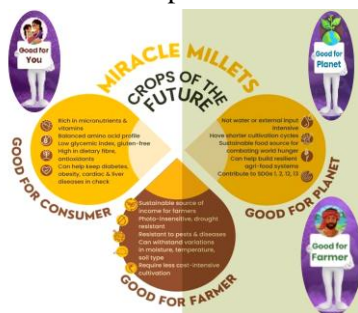 Good for
You
Good for
Planet
MIRACLE MILLETS
CROPS OF THE
FUTURE
Rich in micronutrients &
vitamins
Balanced amino acid profile
Low glycemic index, gluten-free
High in dietary fibre,
antioxidants
Can help keep diabetes,
obesity, cardiac & liver
diseases in check
GOOD FOR CONSUMER
Not water or external input
intensive
Have shorter cultivation cycles
Sustainable food source for
combating world hunger
Can help build resilient
agri-food systems
Contribute to SDGs 1, 2, 12, 13
GOOD FOR PLANET
Sustainable source of
income for farmers
Photo-insensitive, drought
resistant
Resistant to pests & diseases
Can withstand variations
in moisture, temperature,
soil type
Require less cost-intensive
cultivation
GOOD FOR FARMER
Good for
Farmer